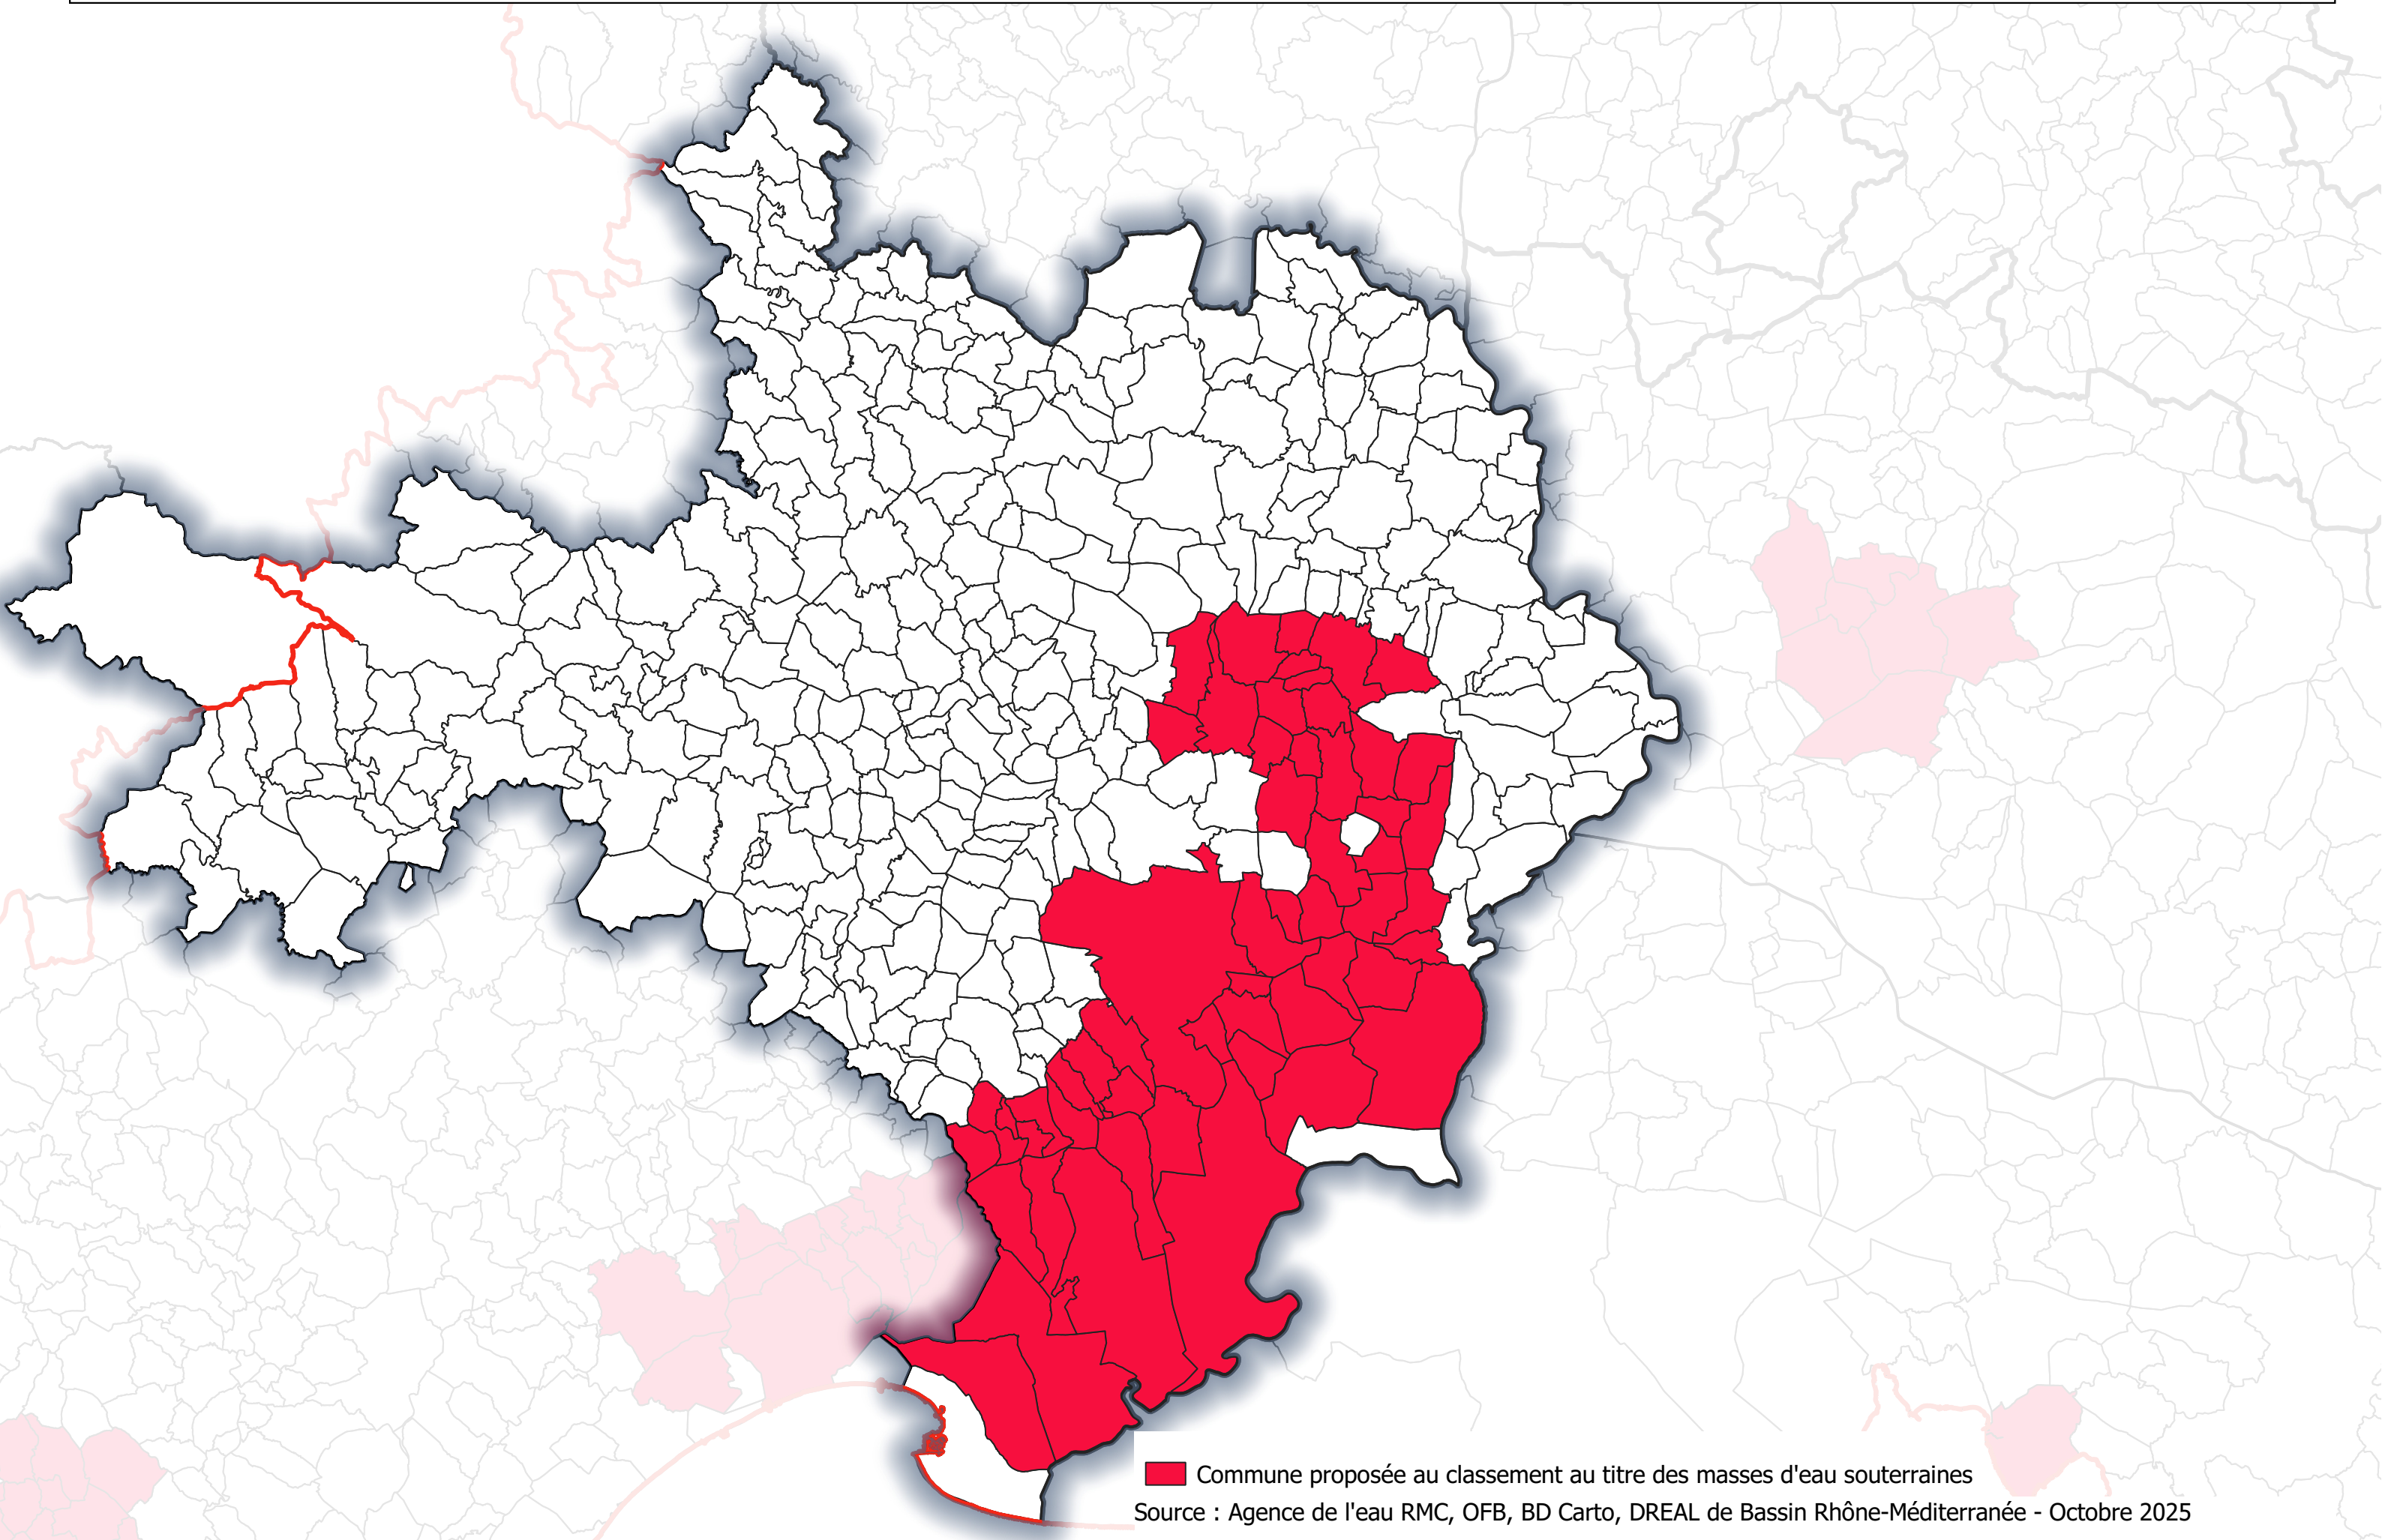 Commune proposée au classement au titre des masses d'eau souterraines
Source : Agence de l'eau RMC, OFB, BD Carto, DREAL de Bassin Rhône-Méditerranée - Octobre 2025